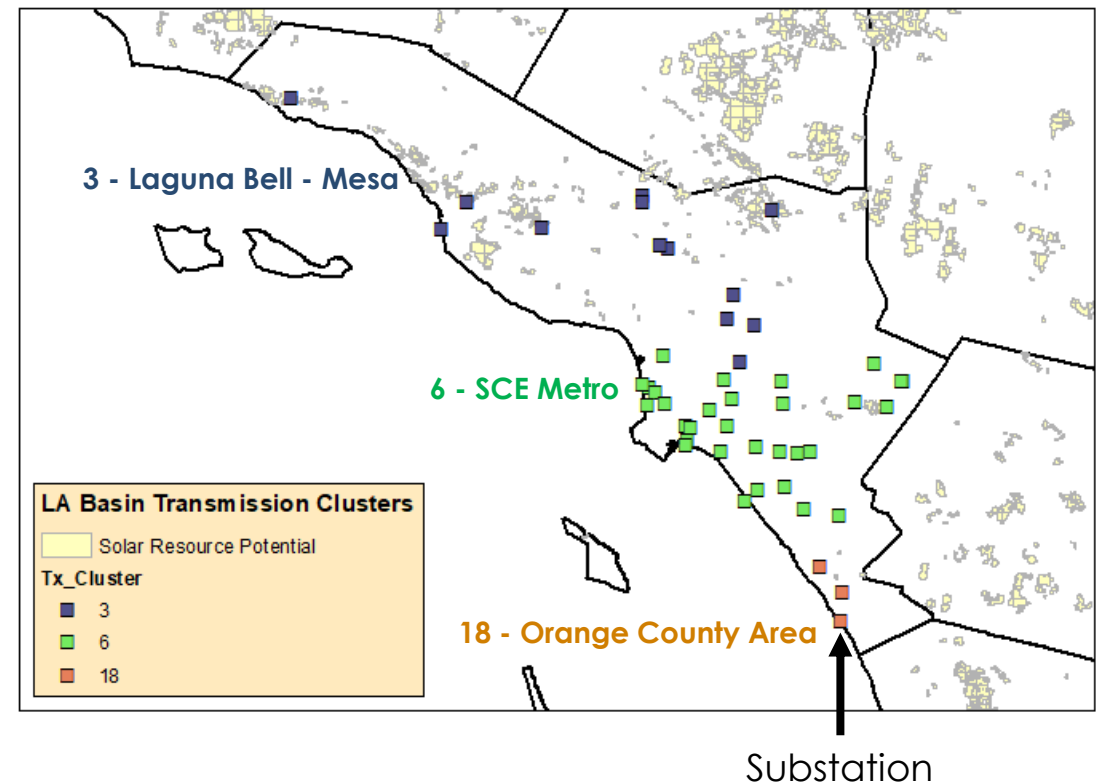 3 - Laguna Bell - Mesa
6 - SCE Metro
LA Basin Transmission Clusters
Solar Resource Potential
Tx_Cluster
3
6
18
18 - Orange County Area
Substation